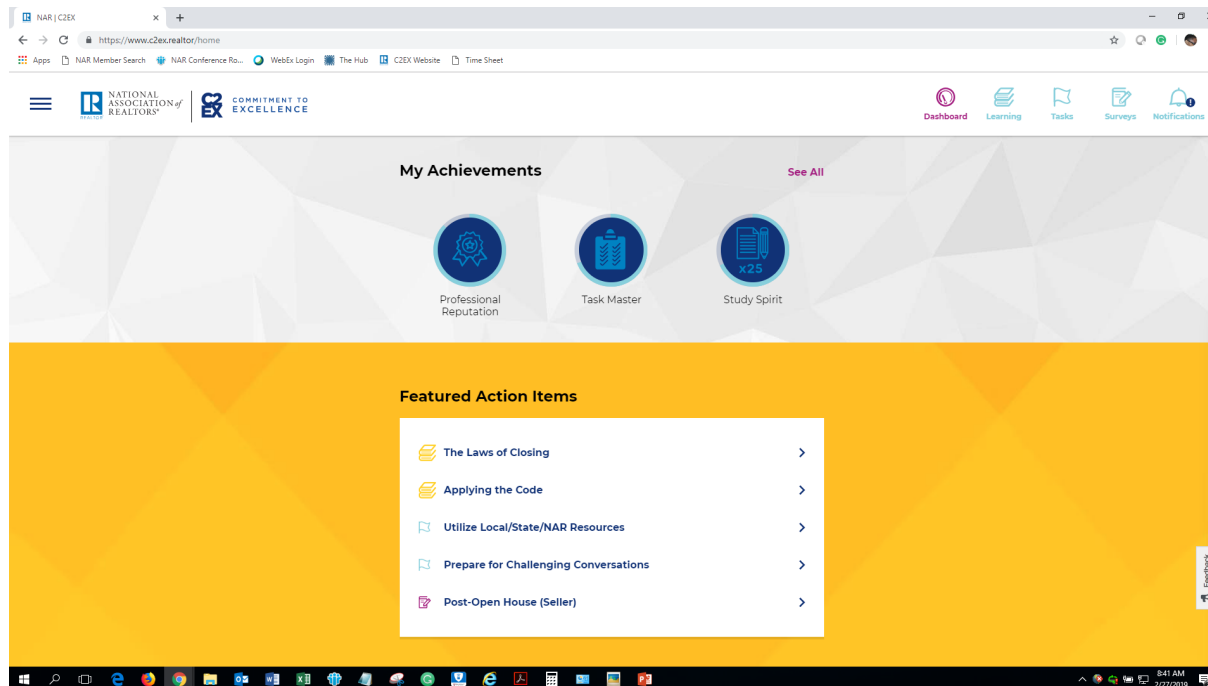 NAR | C2EX
https://www.c2ex.realtor/home
Apps NAR Member Search NAR Conference Ro... WebEx Login The Hub C2EX Website Time Sheet
NATIONAL
ASSOCIATION of
REALTORS®
REALTOR®
C2
EX
COMMITMENT TO
EXCELLENCE
Dashboard Learning Tasks Surveys Notifications
My Achievements See All
x25
Professional
Reputation
Task Master
Study Spirit
Featured Action Items
The Laws of Closing
Applying the Code
Utilize Local/State/NAR Resources
Prepare for Challenging Conversations
Post-Open House (Seller)
Feedback
8:41 AM
2/27/2019